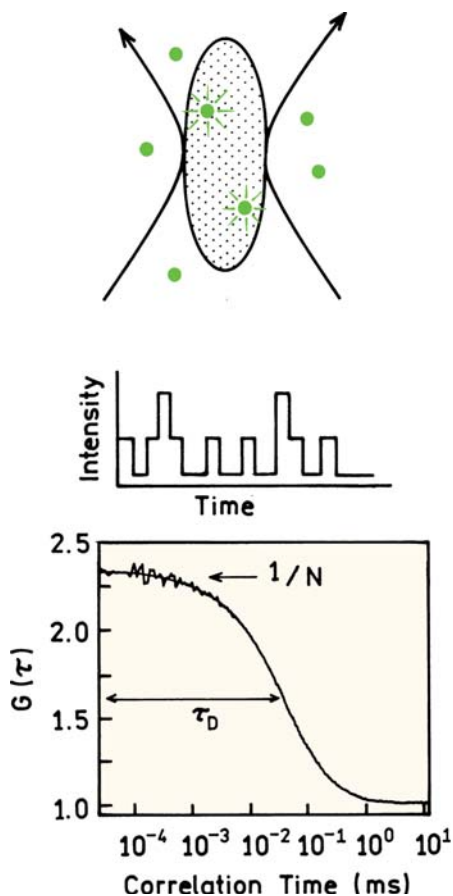 Intensity
Time
2.5
2.0
1.5
1.0
G(τ)
1/N
τD
10⁻⁴ 10⁻³ 10⁻² 10⁻¹ 10⁰ 10¹
Correlation Time (ms)